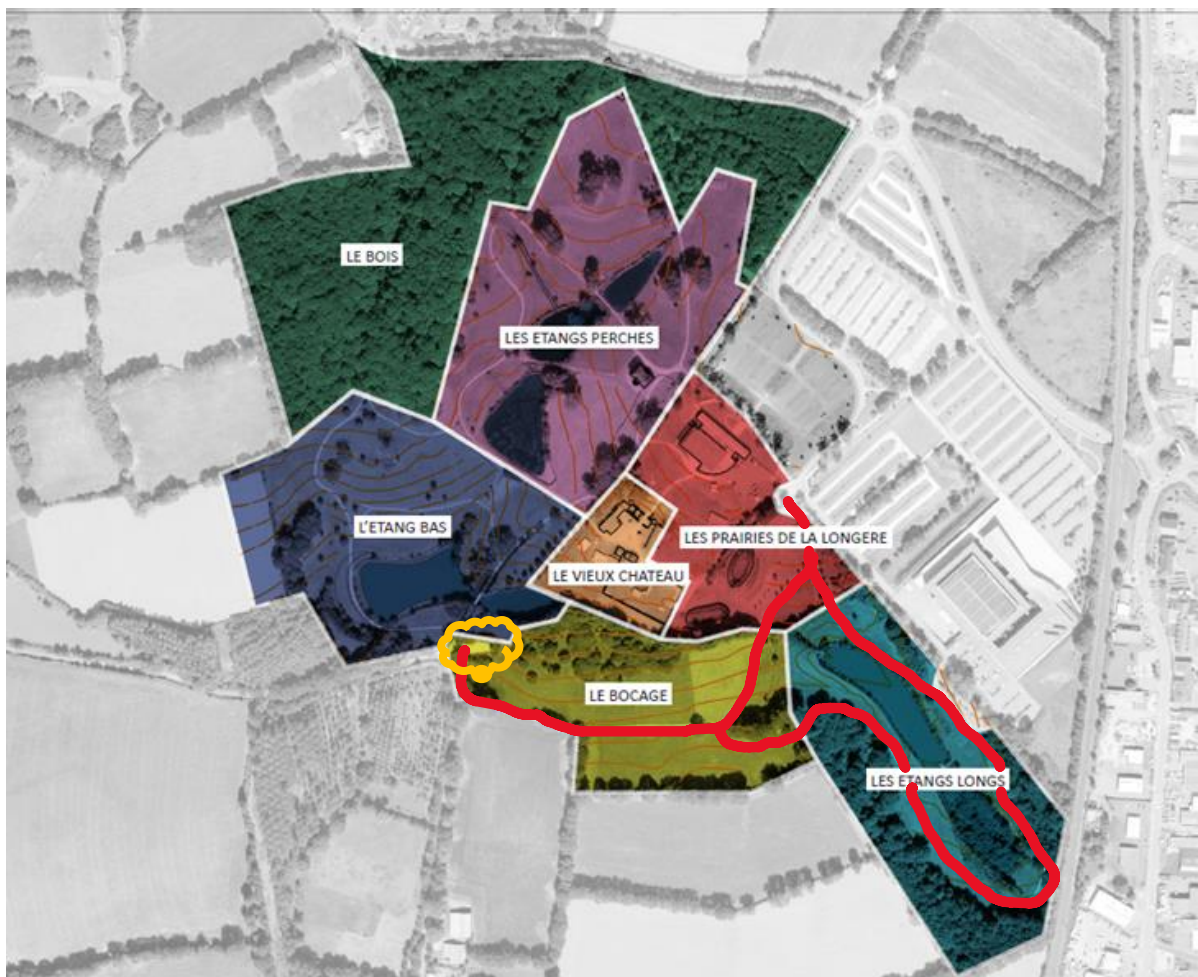 LE BOIS
LES ETANGS PERCHES
L'ETANG BAS
LES PRAIRIES DE LA LONGERE
LE VIEUX CHATEAU
LE BOCAGE
LES ETANGS LONGS